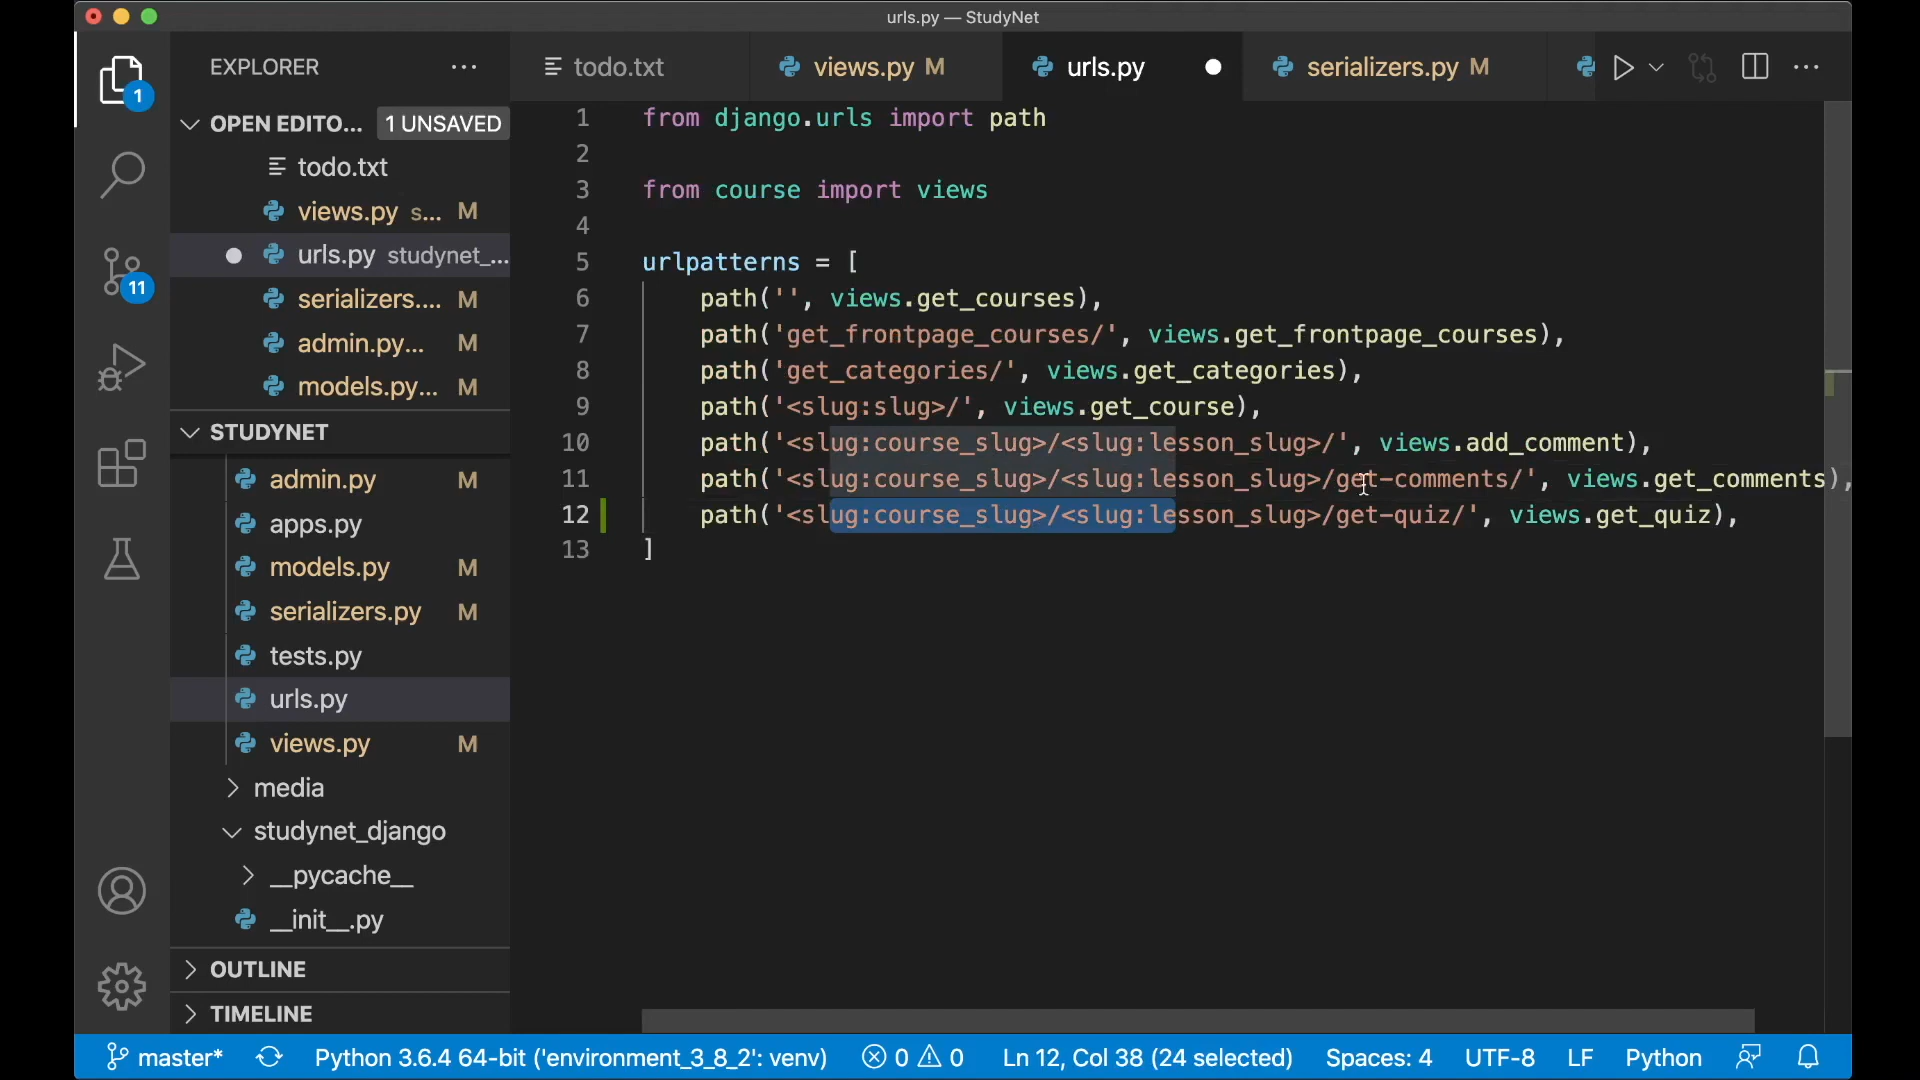 urls.py — StudyNet
EXPLORER
OPEN EDITO... 1 UNSAVED
todo.txt
views.py s... M
urls.py studynet_...
serializers.... M
admin.py... M
models.py... M
STUDYNET
admin.py M
apps.py
models.py M
serializers.py M
tests.py
urls.py
views.py M
media
studynet_django
__pycache__
__init__.py
OUTLINE
TIMELINE
1
11
todo.txt
views.py M
urls.py
serializers.py M
1 from django.urls import path
2
3 from course import views
4
5 urlpatterns = [
6 path('', views.get_courses),
7 path('get_frontpage_courses/', views.get_frontpage_courses),
8 path('get_categories/', views.get_categories),
9 path('<slug:slug>/', views.get_course),
10 path('<slug:course_slug>/<slug:lesson_slug>/', views.add_comment),
11 path('<slug:course_slug>/<slug:lesson_slug>/get-comments/', views.get_comments),
12 path('<slug:course_slug>/<slug:lesson_slug>/get-quiz/', views.get_quiz),
13 ]
master* Python 3.6.4 64-bit ('environment_3_8_2': venv) 0 0 Ln 12, Col 38 (24 selected) Spaces: 4 UTF-8 LF Python